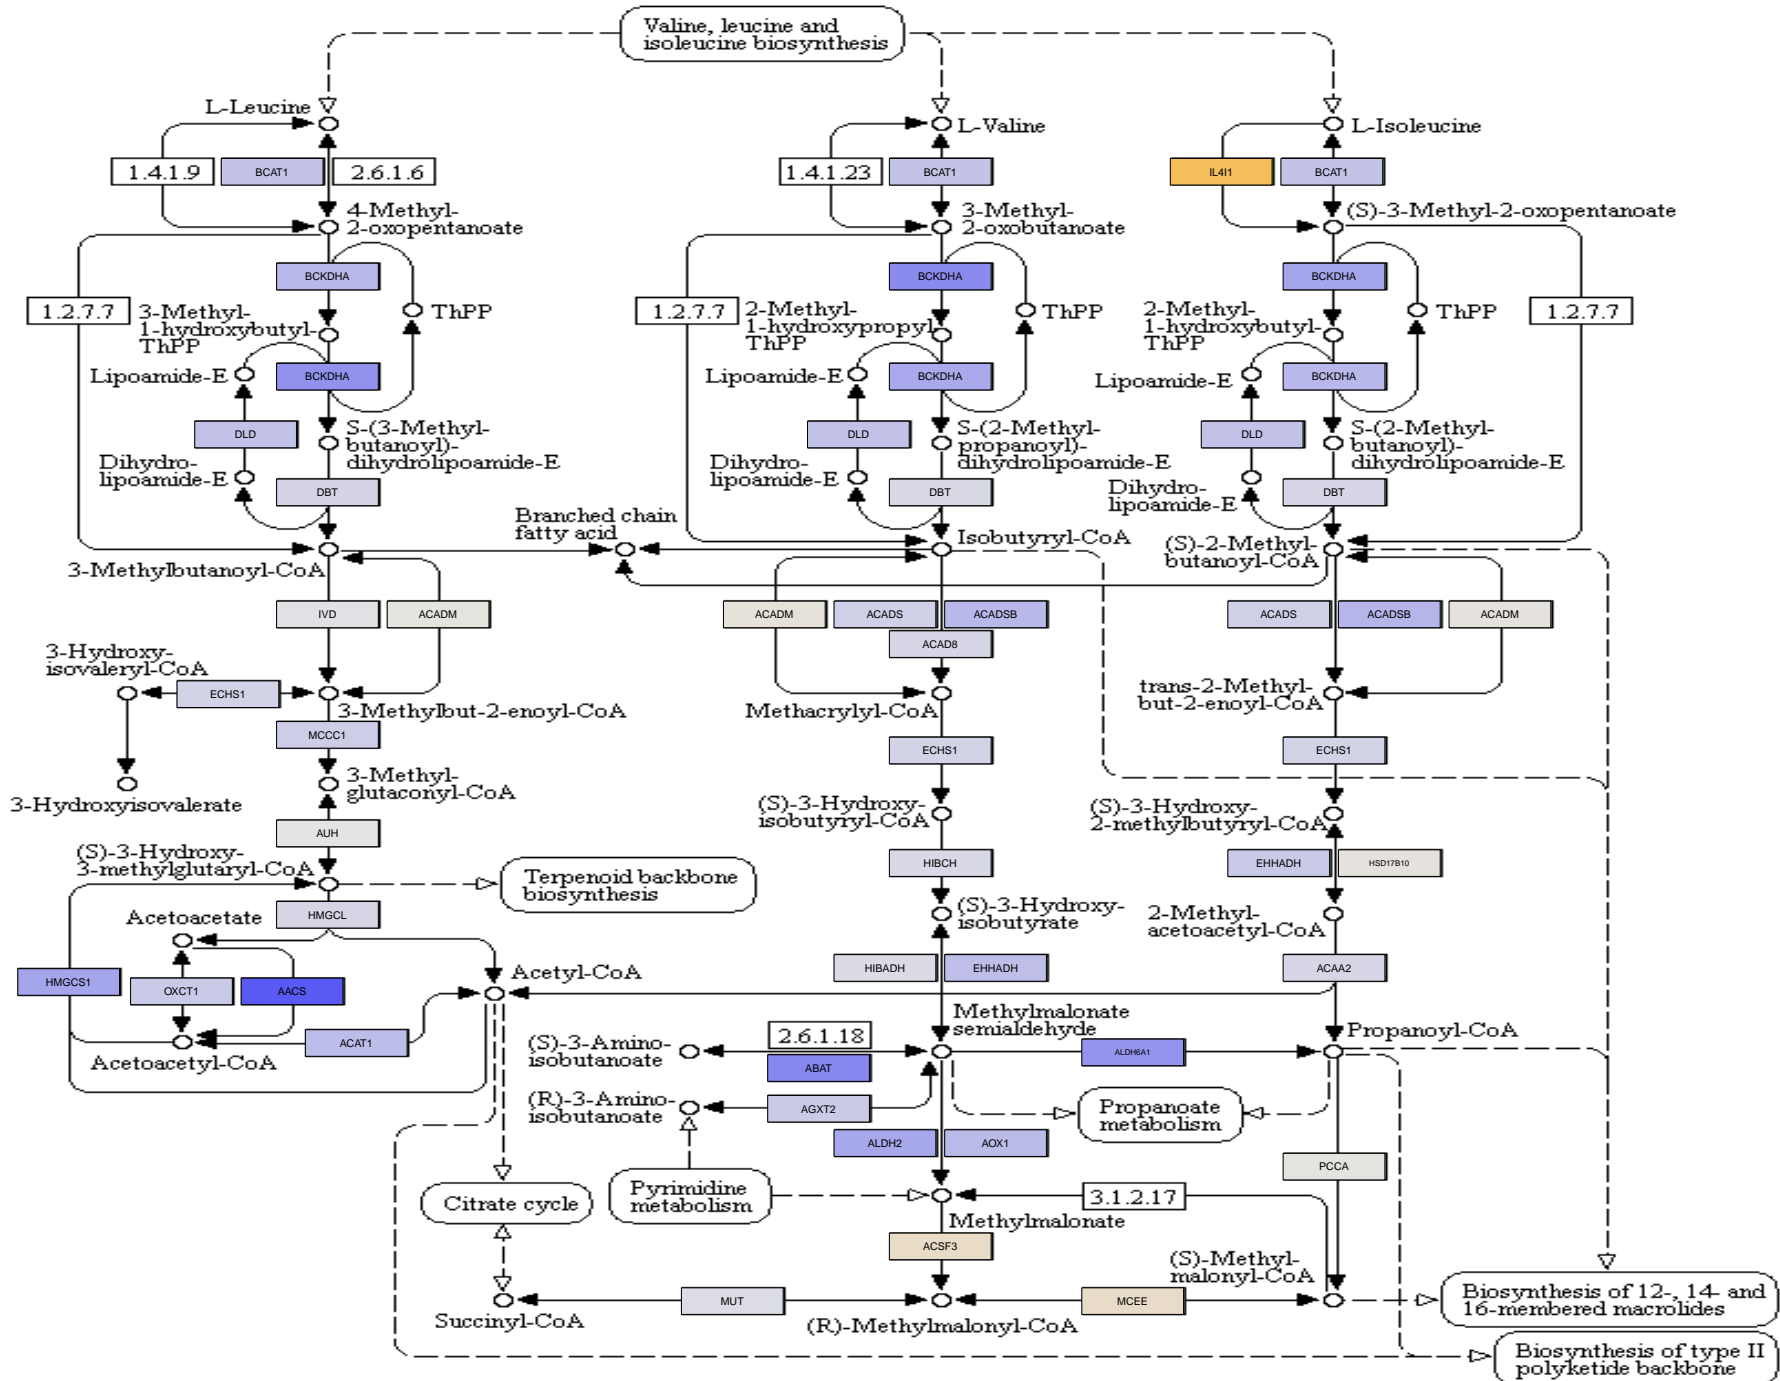 Valine, leucine and
isoleucine biosynthesis
L-Leucine
L-Valine
L-Isoleucine
1.4.1.9
BCAT1
2.6.1.6
1.4.1.23
BCAT1
IL4I1
BCAT1
4-Methyl-
2-oxopentanoate
3-Methyl-
2-oxobutanoate
(S)-3-Methyl-2-oxopentanoate
BCKDHA
BCKDHA
BCKDHA
1.2.7.7
3-Methyl-
1-hydroxybutyl-
ThPP
ThPP
1.2.7.7
2-Methyl-
1-hydroxypropyl
ThPP
ThPP
2-Methyl-
1-hydroxybutyl-
ThPP
ThPP
1.2.7.7
Lipoamide-E
BCKDHA
Lipoamide-E
BCKDHA
Lipoamide-E
BCKDHA
DLD
S-(3-Methyl-
butanoyl)-
dihydrolipoamide-E
DLD
S-(2-Methyl-
propanoyl)-
dihydrolipoamide-E
DLD
S-(2-Methyl-
butanoyl)-
dihydrolipoamide-E
Dihydro-
lipoamide-E
DBT
Dihydro-
lipoamide-E
DBT
Dihydro-
lipoamide-E
DBT
Branched chain
fatty acid
3-Methylbutanoyl-CoA
Isobutyryl-CoA
(S)-2-Methyl-
butanoyl-CoA
IVD
ACADM
ACADM
ACADS
ACADSB
ACADS
ACADSB
ACADM
ACAD8
3-Hydroxy-
isovaleryl-CoA
ECHS1
3-Methylbut-2-enoyl-CoA
Methacrylyl-CoA
trans-2-Methyl-
but-2-enoyl-CoA
MCCC1
ECHS1
ECHS1
3-Hydroxyisovalerate
3-Methyl-
glutaconyl-CoA
(S)-3-Hydroxy-
isobutyryl-CoA
(S)-3-Hydroxy-
2-methylbutyryl-CoA
AUH
(S)-3-Hydroxy-
3-methylglutaryl-CoA
Terpenoid backbone
biosynthesis
HIBCH
EHHADH
HSD17B10
HMGCL
Acetoacetate
(S)-3-Hydroxy-
isobutyrate
2-Methyl-
acetoacetyl-CoA
HMGCS1
OXCT1
AACS
Acetyl-CoA
HIBADH
EHHADH
ACAA2
ACAT1
Acetoacetyl-CoA
Methylmalonate
semialdehyde
Propanoyl-CoA
(S)-3-Amino-
isobutanoate
2.6.1.18
ABAT
ALDH6A1
(R)-3-Amino-
isobutanoate
AGXT2
Propanoate
metabolism
ALDH2
AOX1
PCCA
Citrate cycle
Pyrimidine
metabolism
3.1.2.17
Methylmalonate
ACSF3
(S)-Methyl-
malonyl-CoA
MUT
MCEE
Succinyl-CoA
(R)-Methylmalonyl-CoA
Biosynthesis of 12-, 14- and
16-membered macrolides
Biosynthesis of type II
polyketide backbone